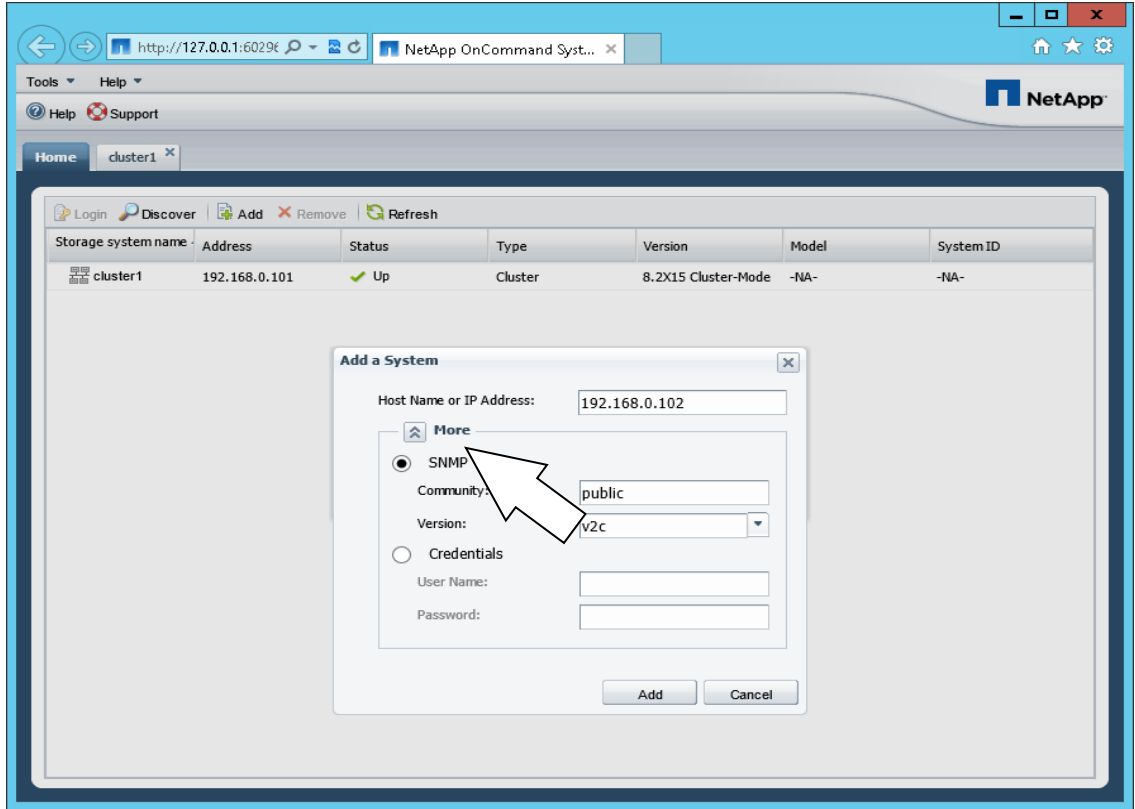 http://127.0.0.1:6029
NetApp OnCommand Syst...
Tools Help
Help Support
NetApp
Home cluster1
Login Discover Add Remove Refresh
Storage system name Address Status Type Version Model System ID
cluster1 192.168.0.101 Up Cluster 8.2X15 Cluster-Mode -NA- -NA-
Add a System
Host Name or IP Address: 192.168.0.102
More
SNMP
Community: public
Version: v2c
Credentials
User Name:
Password:
Add Cancel